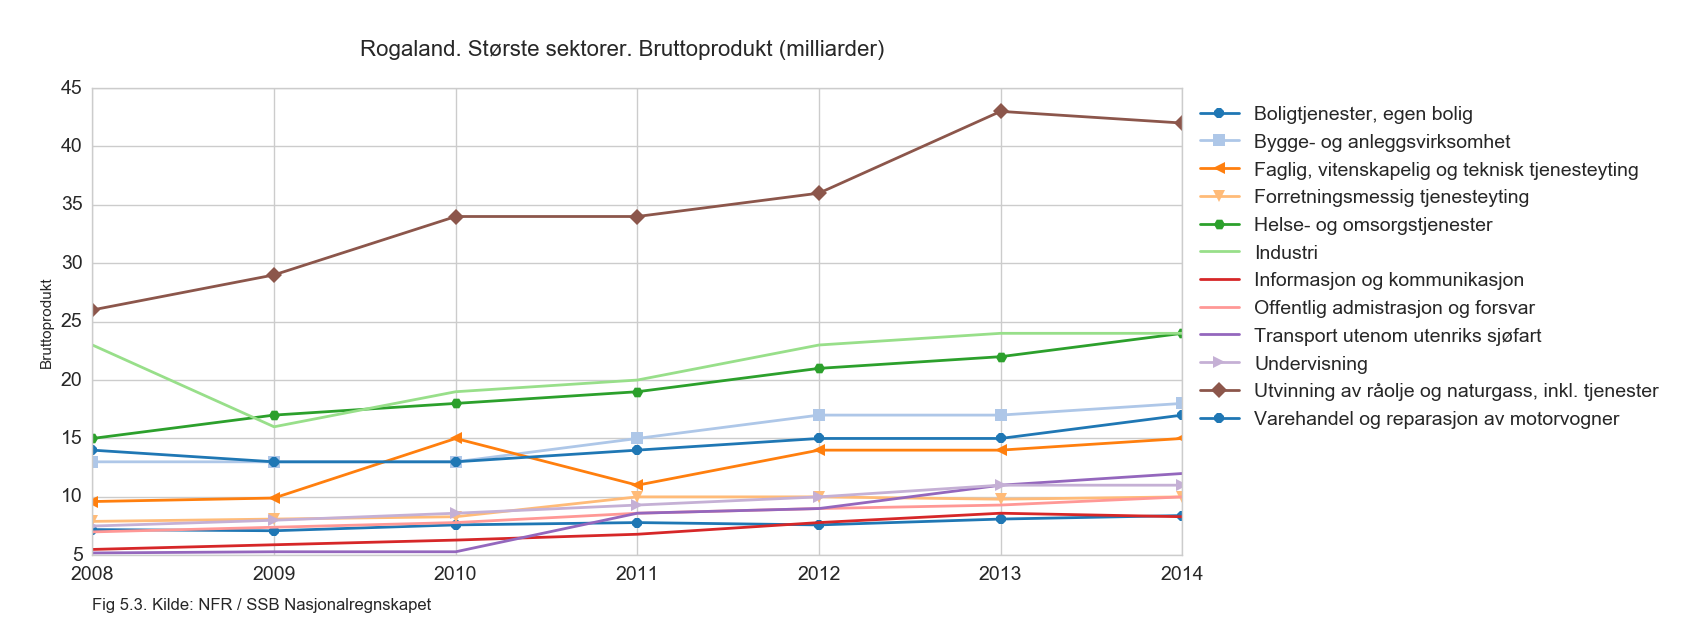 Rogaland. Største sektorer. Bruttoprodukt (milliarder)
45
40
35
30
25
20
15
10
5
Bruttoprodukt
2008 2009 2010 2011 2012 2013 2014
Boligtjenester, egen bolig
Bygge- og anleggsvirksomhet
Faglig, vitenskapelig og teknisk tjenesteyting
Forretningsmessig tjenesteyting
Helse- og omsorgstjenester
Industri
Informasjon og kommunikasjon
Offentlig admistrasjon og forsvar
Transport utenom utenriks sjøfart
Undervisning
Utvinning av råolje og naturgass, inkl. tjenester
Varehandel og reparasjon av motorvogner
Fig 5.3. Kilde: NFR / SSB Nasjonalregnskapet